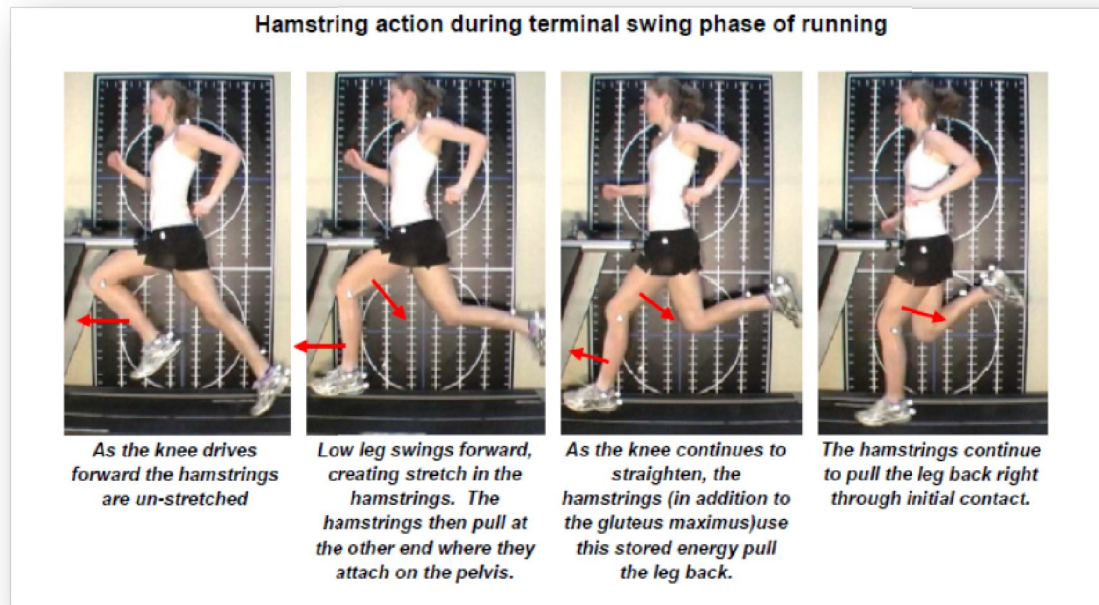 Hamstring action during terminal swing phase of running
As the knee drives
forward the hamstrings
are un-stretched
Low leg swings forward,
creating stretch in the
hamstrings. The
hamstrings then pull at
the other end where they
attach on the pelvis.
As the knee continues to
straighten, the
hamstrings (in addition to
the gluteus maximus)use
this stored energy pull
the leg back.
The hamstrings continue
to pull the leg back right
through initial contact.